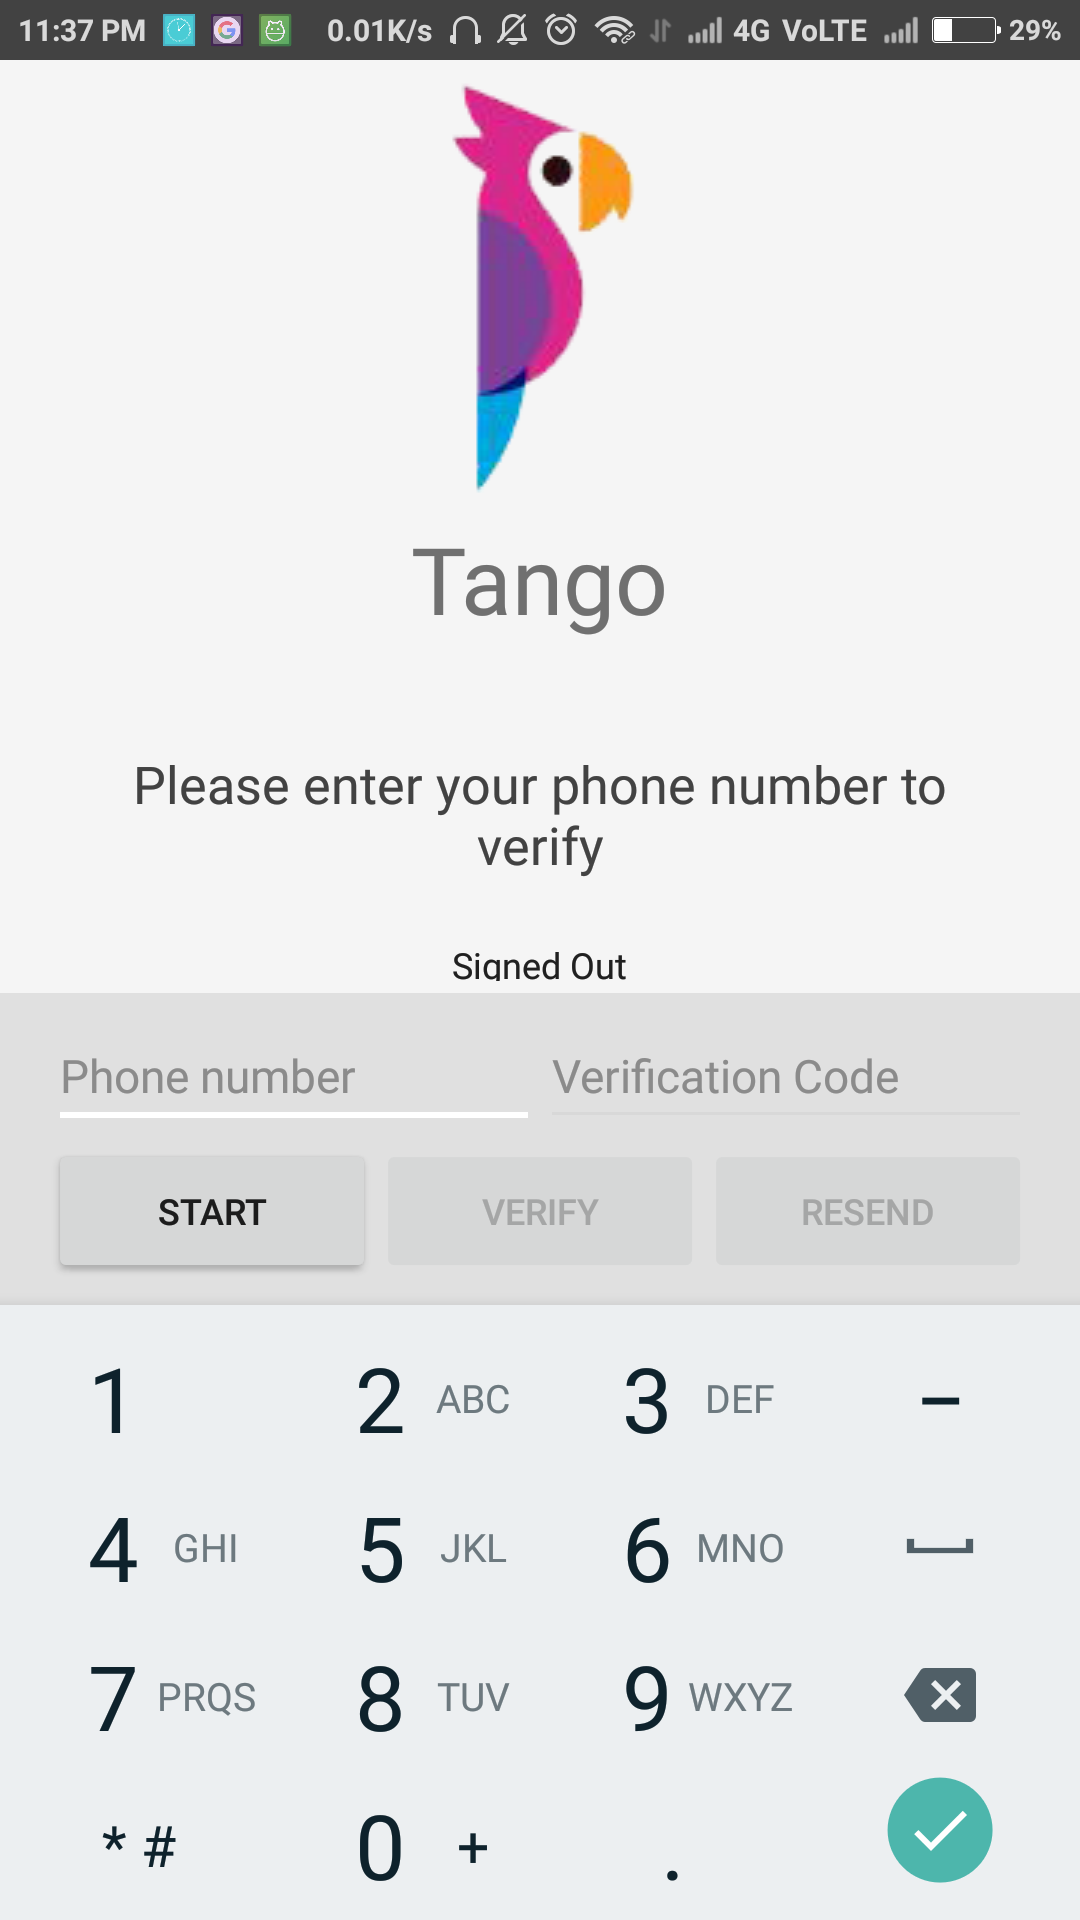 11:37 PM 0.01K/s 4G VoLTE 29%
Tango
Please enter your phone number to
verify
Signed Out
Phone number Verification Code
START VERIFY RESEND
1 2 ABC 3 DEF –
4 GHI 5 JKL 6 MNO
7 PRQS 8 TUV 9 WXYZ
* # 0 + .